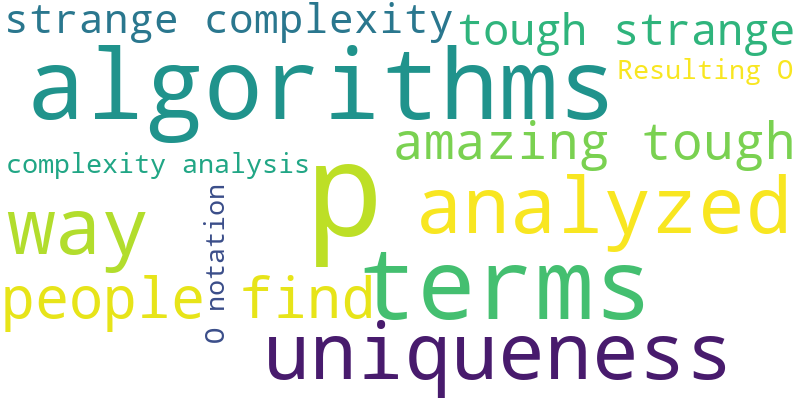 strange complexity
tough strange
algorithms
Resulting O
amazing tough
complexity analysis
p
analyzed
way
O notation
terms
people find
uniqueness